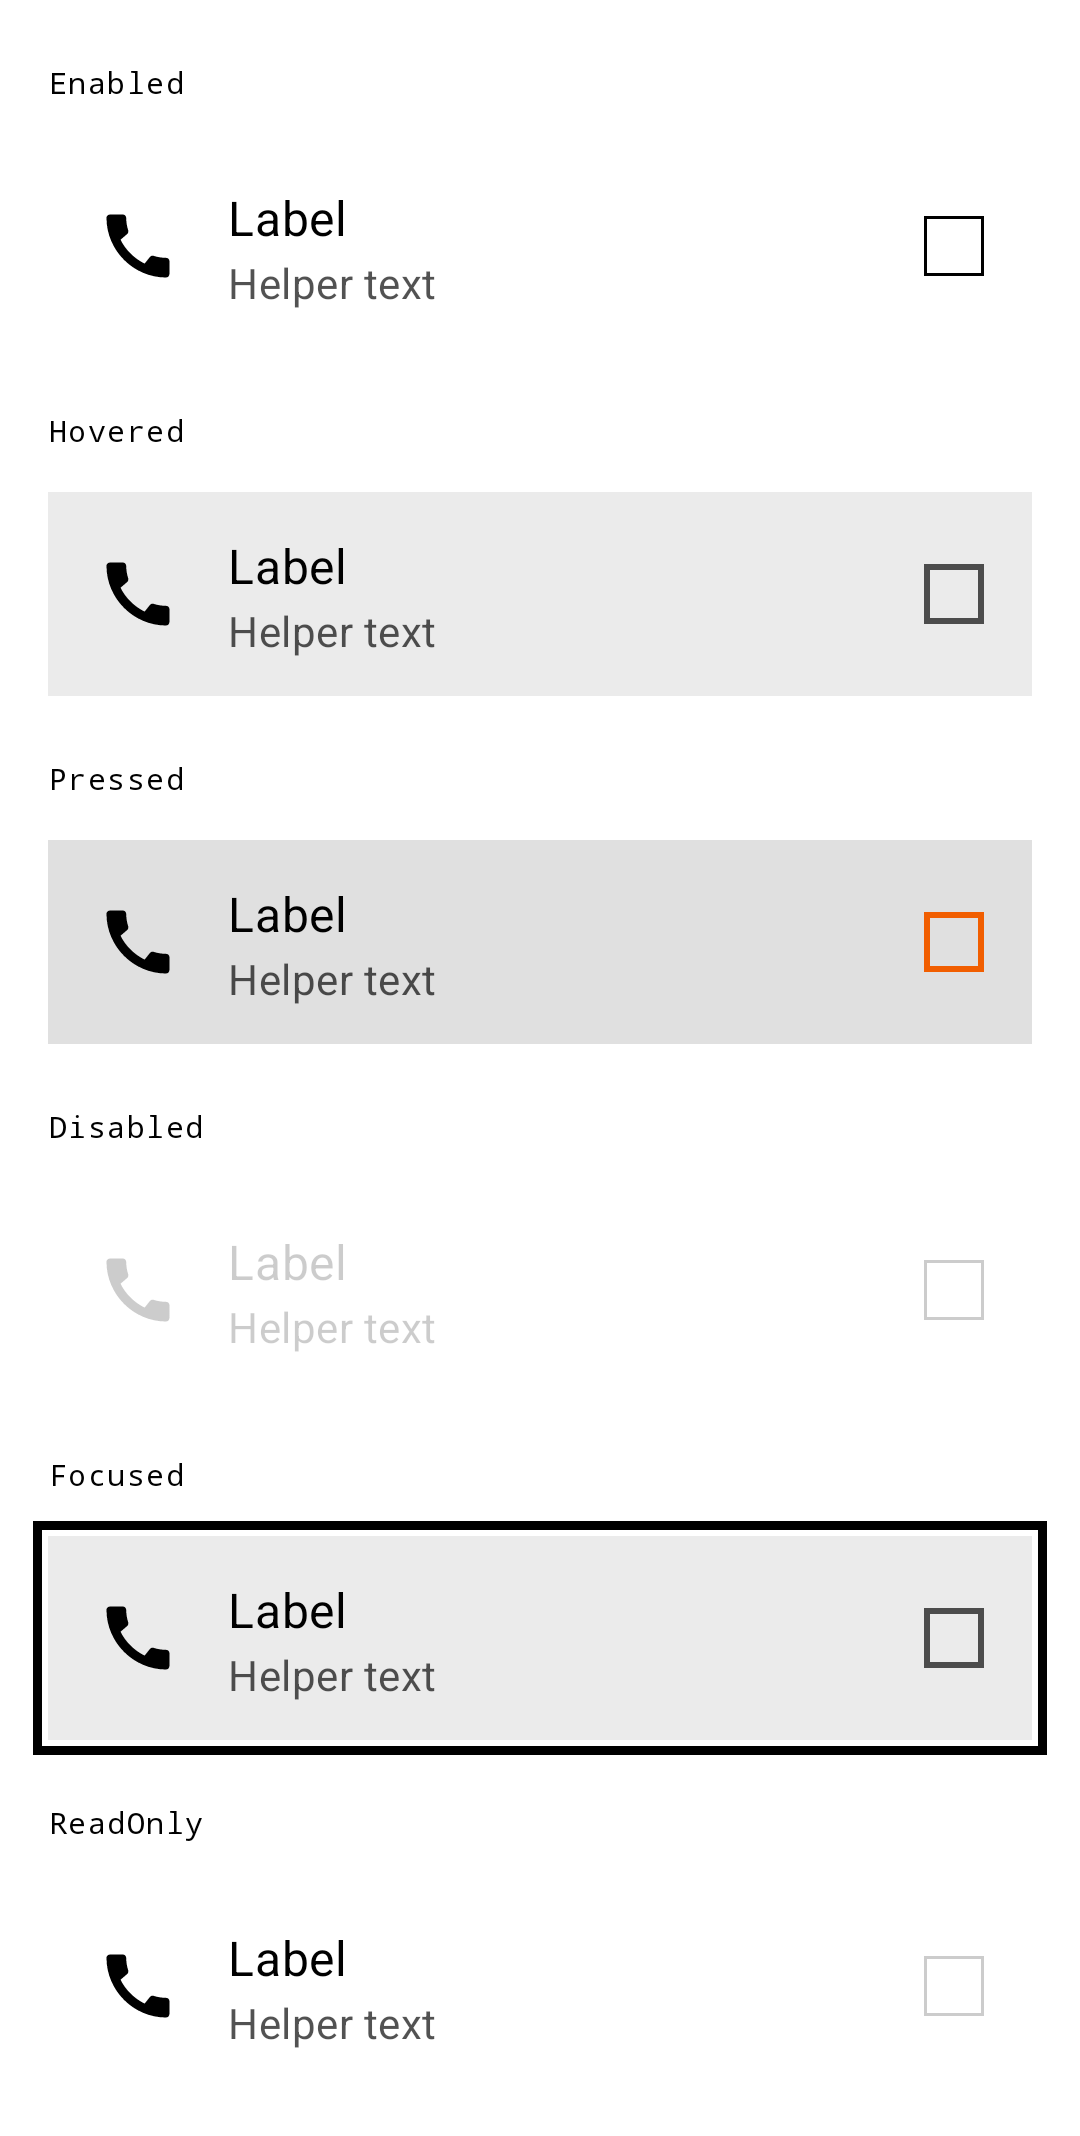 Enabled
Label
Helper text
Hovered
Label
Helper text
Pressed
Label
Helper text
Disabled
Label
Helper text
Focused
Label
Helper text
ReadOnly
Label
Helper text